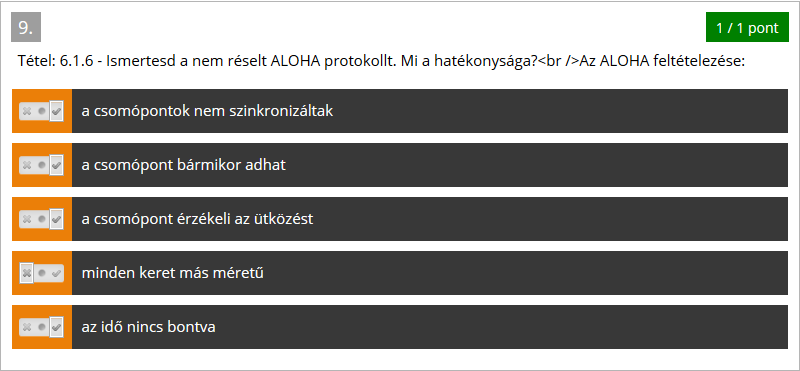 9.
1 / 1 pont
Tétel: 6.1.6 - Ismertesd a nem réselt ALOHA protokollt. Mi a hatékonysága?<br />Az ALOHA feltételezése:
a csomópontok nem szinkronizáltak
a csomópont bármikor adhat
a csomópont érzékeli az ütközést
minden keret más méretű
az idő nincs bontva